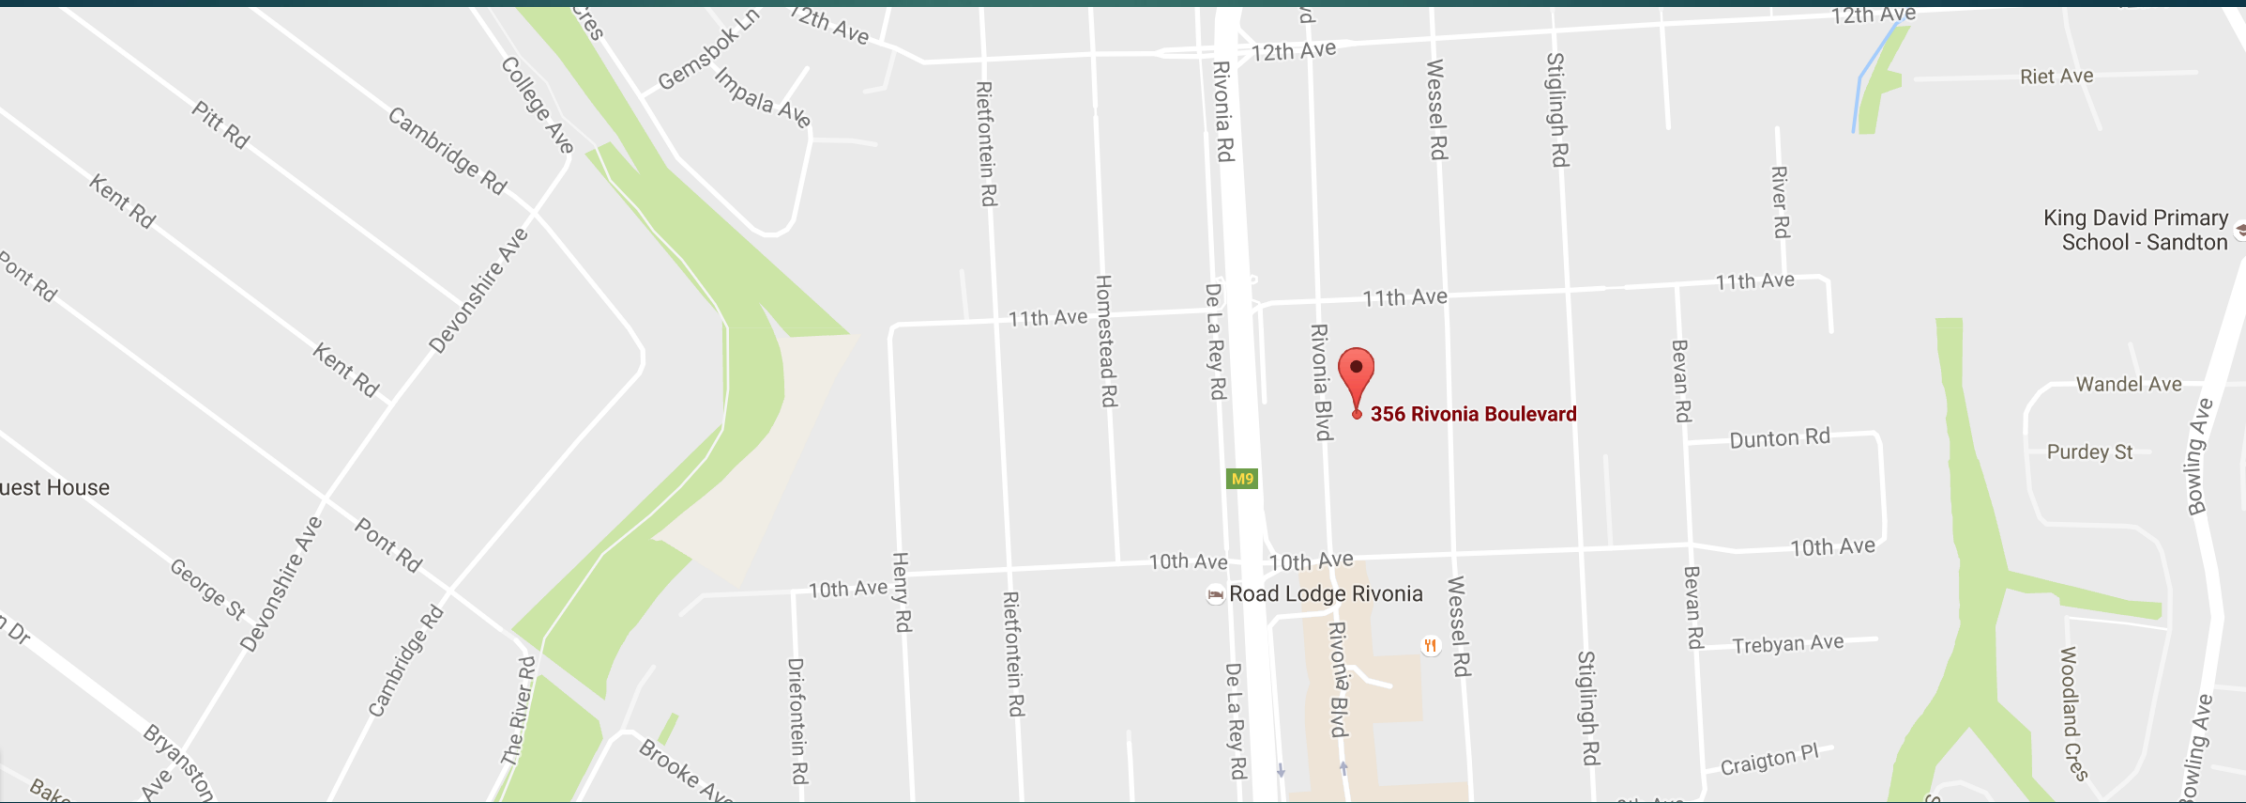 12th Ave
12th Ave
12th Ave
Gemsbok Ln
Impala Ave
College Ave
Cambridge Rd
Pitt Rd
Kent Rd
Pont Rd
Devonshire Ave
Kent Rd
Rietfontein Rd
Rivonia Rd
Wessel Rd
Stiglingh Rd
Riet Ave
River Rd
King David Primary
School - Sandton
11th Ave
11th Ave
11th Ave
Homestead Rd
De La Rey Rd
Rivonia Blvd
356 Rivonia Boulevard
Bevan Rd
Dunton Rd
Wandel Ave
Purdey St
Bowling Ave
M9
uest House
Pont Rd
George St
Devonshire Ave
Cambridge Rd
10th Ave
10th Ave
10th Ave
10th Ave
Henry Rd
Road Lodge Rivonia
Rietfontein Rd
Driefontein Rd
De La Rey Rd
Rivonia Blvd
Wessel Rd
Stiglingh Rd
Bevan Rd
Trebyan Ave
Craigton Pl
Woodland Cres
owling Ave
The River Rd
Brooke Av
Bryanston
Ave
n Dr
Cres
vd